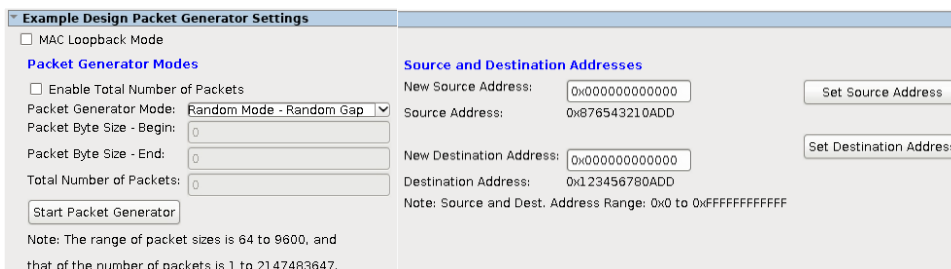 Example Design Packet Generator Settings
MAC Loopback Mode
Packet Generator Modes
Enable Total Number of Packets
Packet Generator Mode: Random Mode - Random Gap
Packet Byte Size - Begin: 0
Packet Byte Size - End: 0
Total Number of Packets: 0
Start Packet Generator
Note: The range of packet sizes is 64 to 9600, and
that of the number of packets is 1 to 2147483647.
Source and Destination Addresses
New Source Address: 0x000000000000 Set Source Address
Source Address: 0x876543210ADD
New Destination Address: 0x000000000000 Set Destination Addres
Destination Address: 0x123456780ADD
Note: Source and Dest. Address Range: 0x0 to 0xFFFFFFFFFFFF